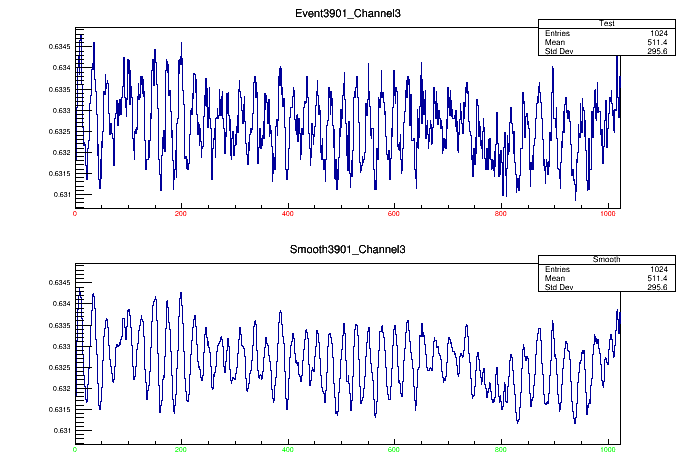 Event3901_Channel3
Test
Entries 1024
Mean 511.4
Std Dev 295.6
0.6345
0.634
0.6335
0.633
0.6325
0.632
0.6315
0.631
0 200 400 600 800 1000
Smooth3901_Channel3
Smooth
Entries 1024
Mean 511.4
Std Dev 295.6
0.6345
0.634
0.6335
0.633
0.6325
0.632
0.6315
0.631
0 200 400 600 800 1000